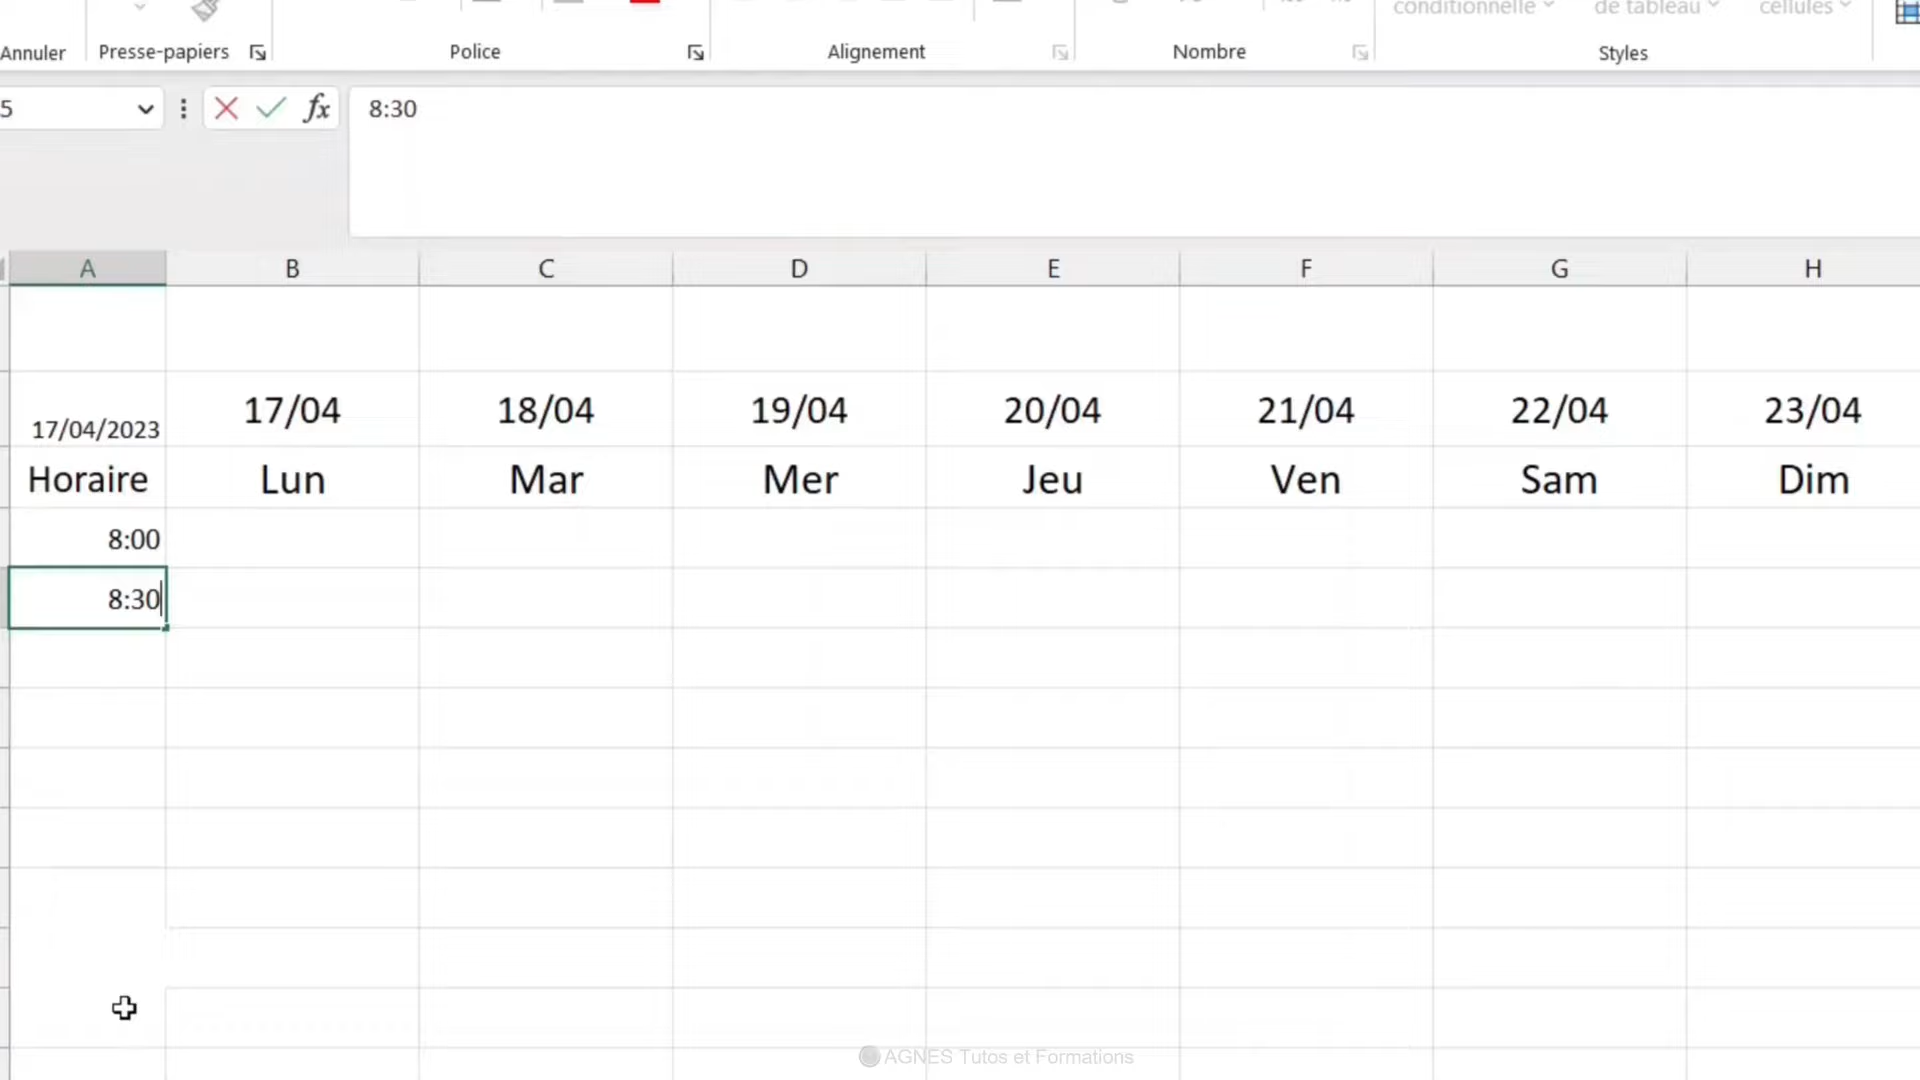 conditionnelle de tableau cellules
Annuler Presse-papiers Police Alignement Nombre Styles
5 fx 8:30
A B C D E F G H
17/04/2023 17/04 18/04 19/04 20/04 21/04 22/04 23/04
Horaire Lun Mar Mer Jeu Ven Sam Dim
8:00
8:30
AGNES Tutos et Formations